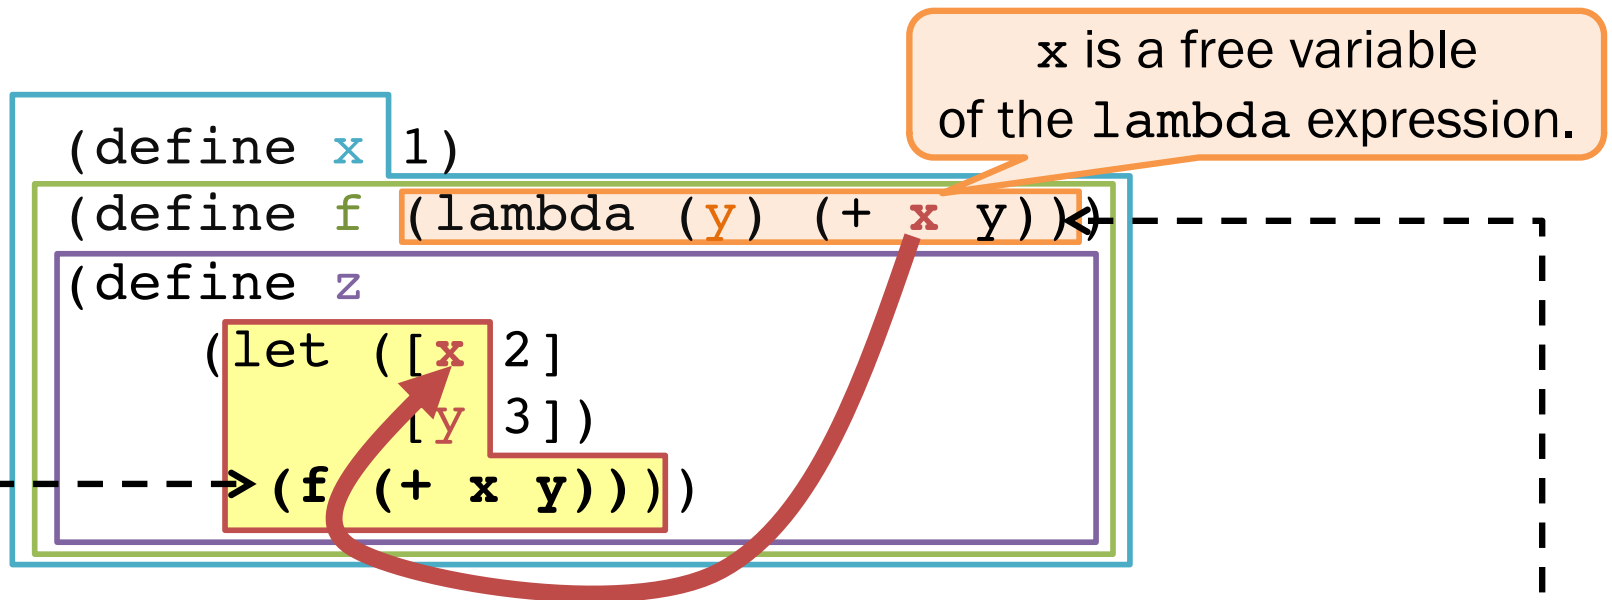 x is a free variable
of the lambda expression.
(define x 1)
(define f (lambda (y) (+ x y)))
(define z
(let ([x 2]
[y 3])
(f (+ x y))))